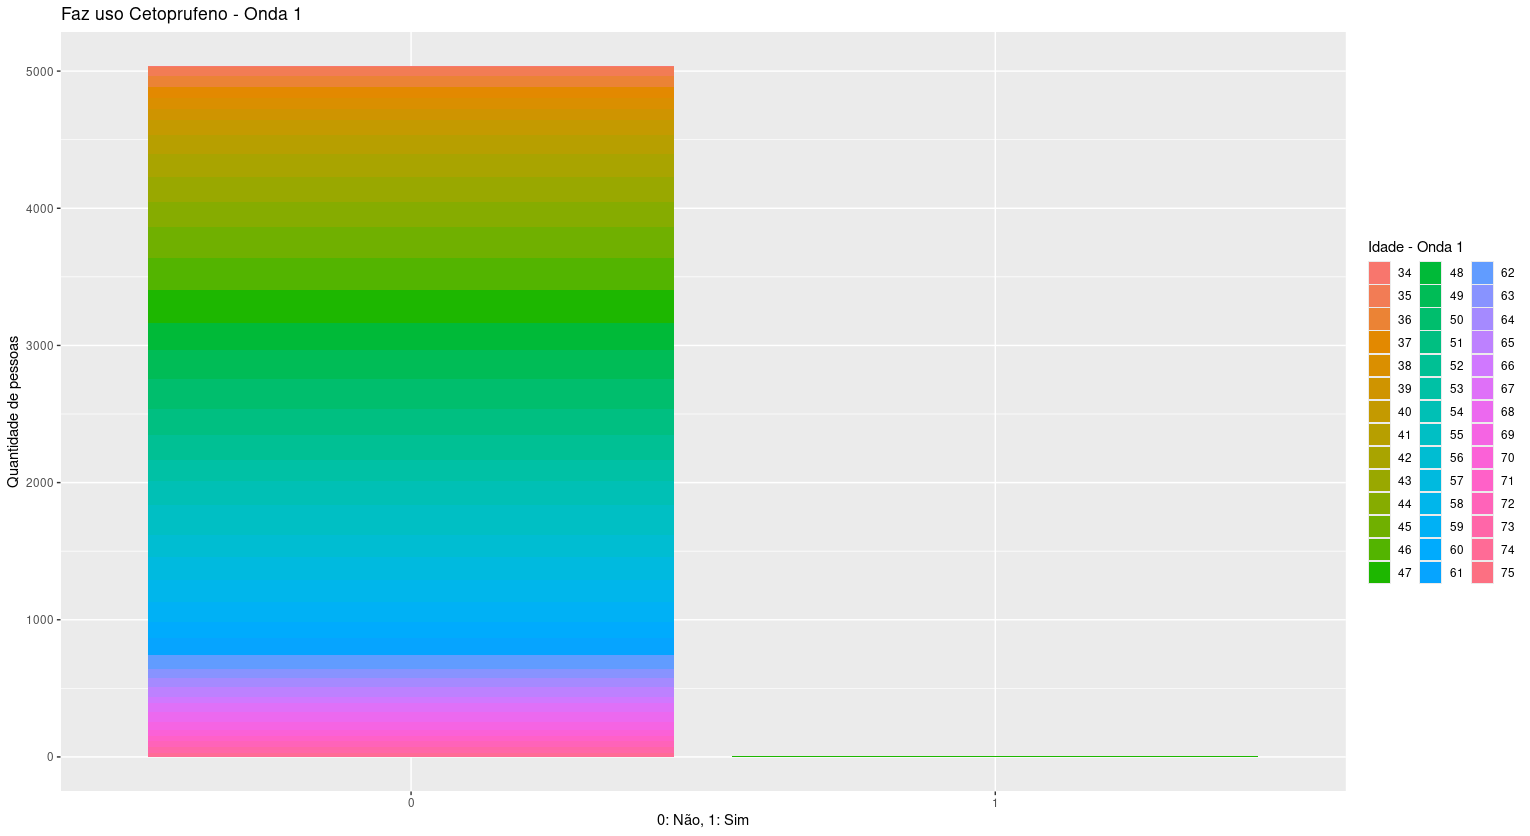 Faz uso Cetoprufeno - Onda 1
Quantidade de pessoas
5000
4000
3000
2000
1000
0
0
1
0: Não, 1: Sim
Idade - Onda 1
34 48 62
35 49 63
36 50 64
37 51 65
38 52 66
39 53 67
40 54 68
41 55 69
42 56 70
43 57 71
44 58 72
45 59 73
46 60 74
47 61 75